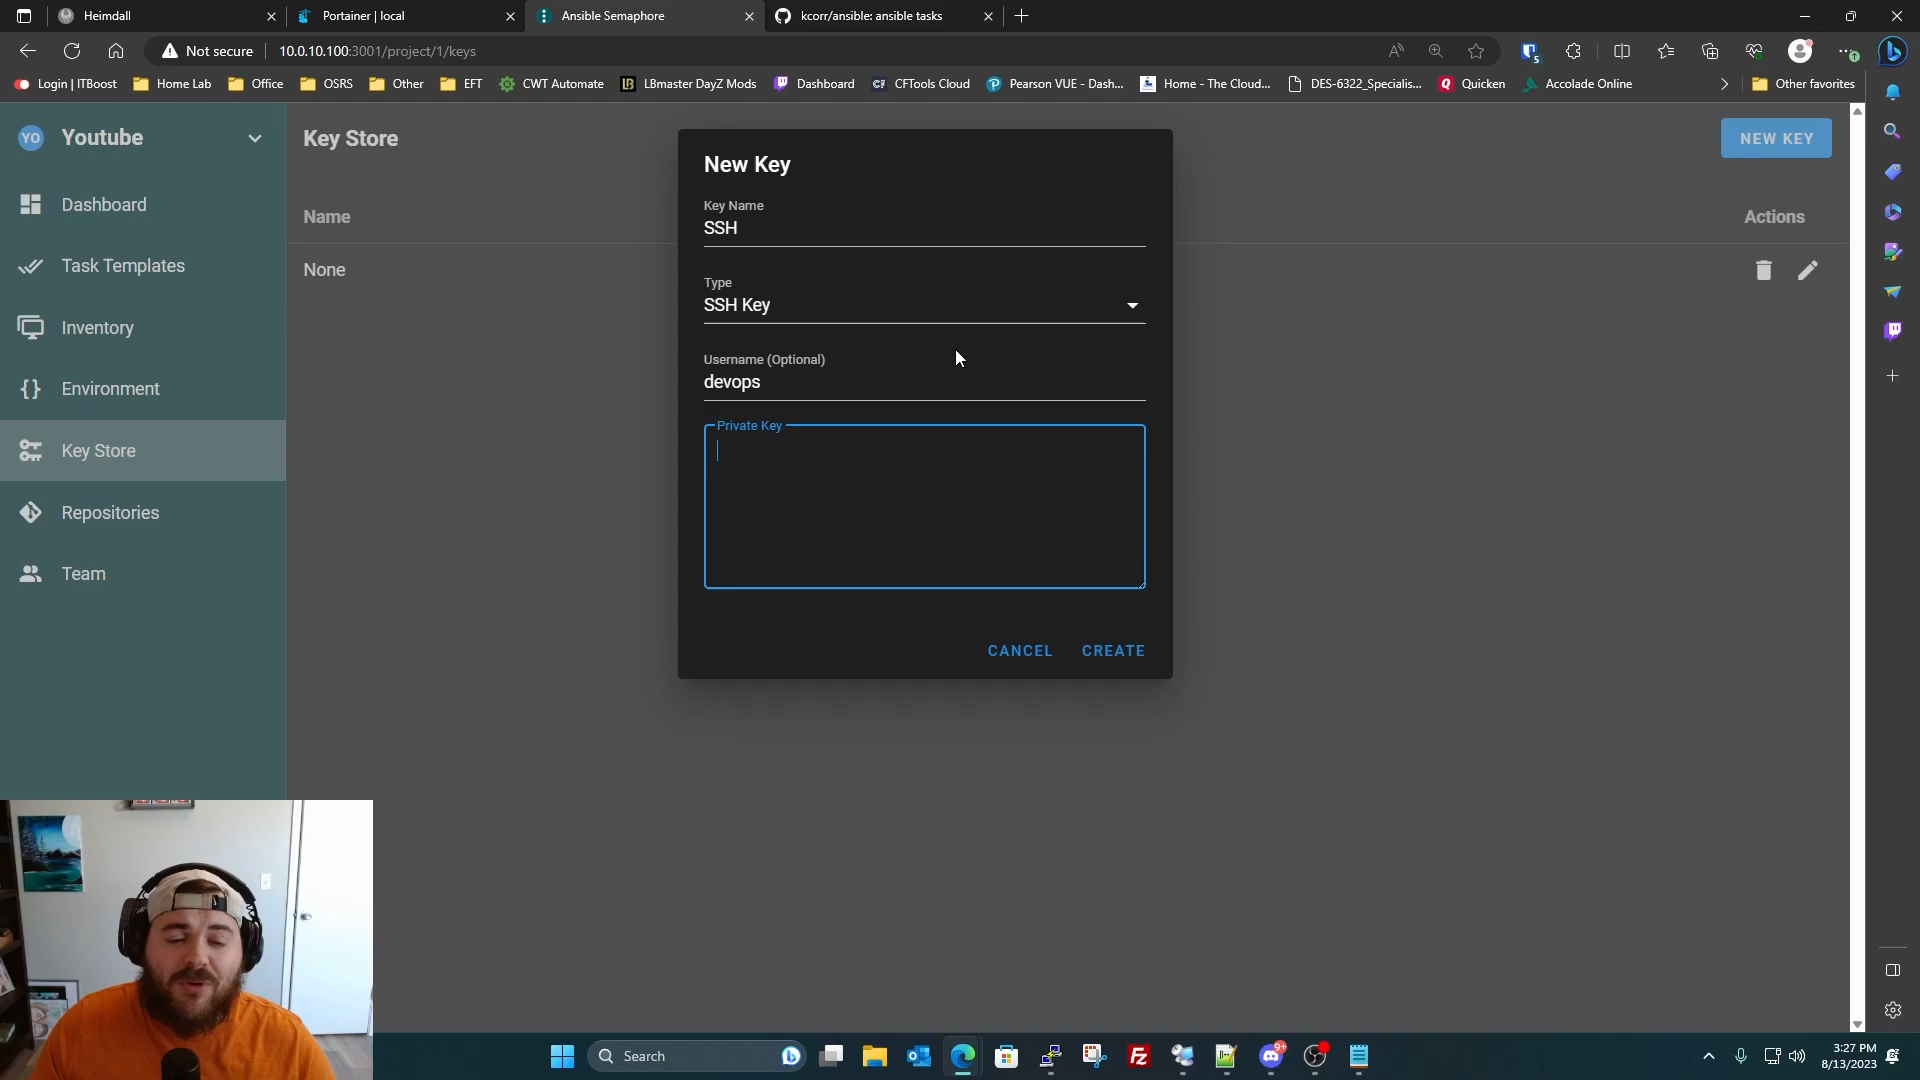 Heimdall
Portainer | local
Ansible Semaphore
kcorr/ansible: ansible tasks
Not secure
10.0.10.100:3001/project/1/keys
5
Login | ITBoost
Home Lab
Office
OSRS
Other
EFT
CWT Automate
LBmaster DayZ Mods
Dashboard
CFTools Cloud
Pearson VUE - Dash...
Home - The Cloud...
DES-6322_Specialis...
Quicken
Accolade Online
Other favorites
YO
Youtube
Dashboard
Task Templates
Inventory
Environment
Key Store
Repositories
Team
Key Store
NEW KEY
Name
Actions
None
New Key
Key Name
SSH
Type
SSH Key
Username (Optional)
devops
Private Key
CANCEL
CREATE
Search
9+
3:27 PM
8/13/2023